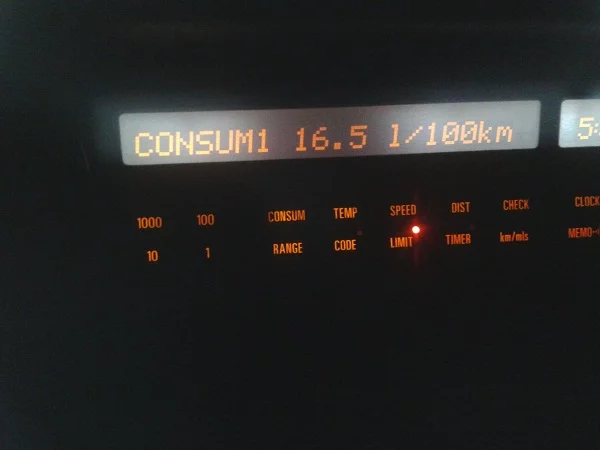 CONSUM1 16.5 l/100km 5:
1000 100 CONSUM TEMP SPEED DIST CHECK CLOCK
10 1 RANGE CODE LIMIT TIMER km/mls MEMO